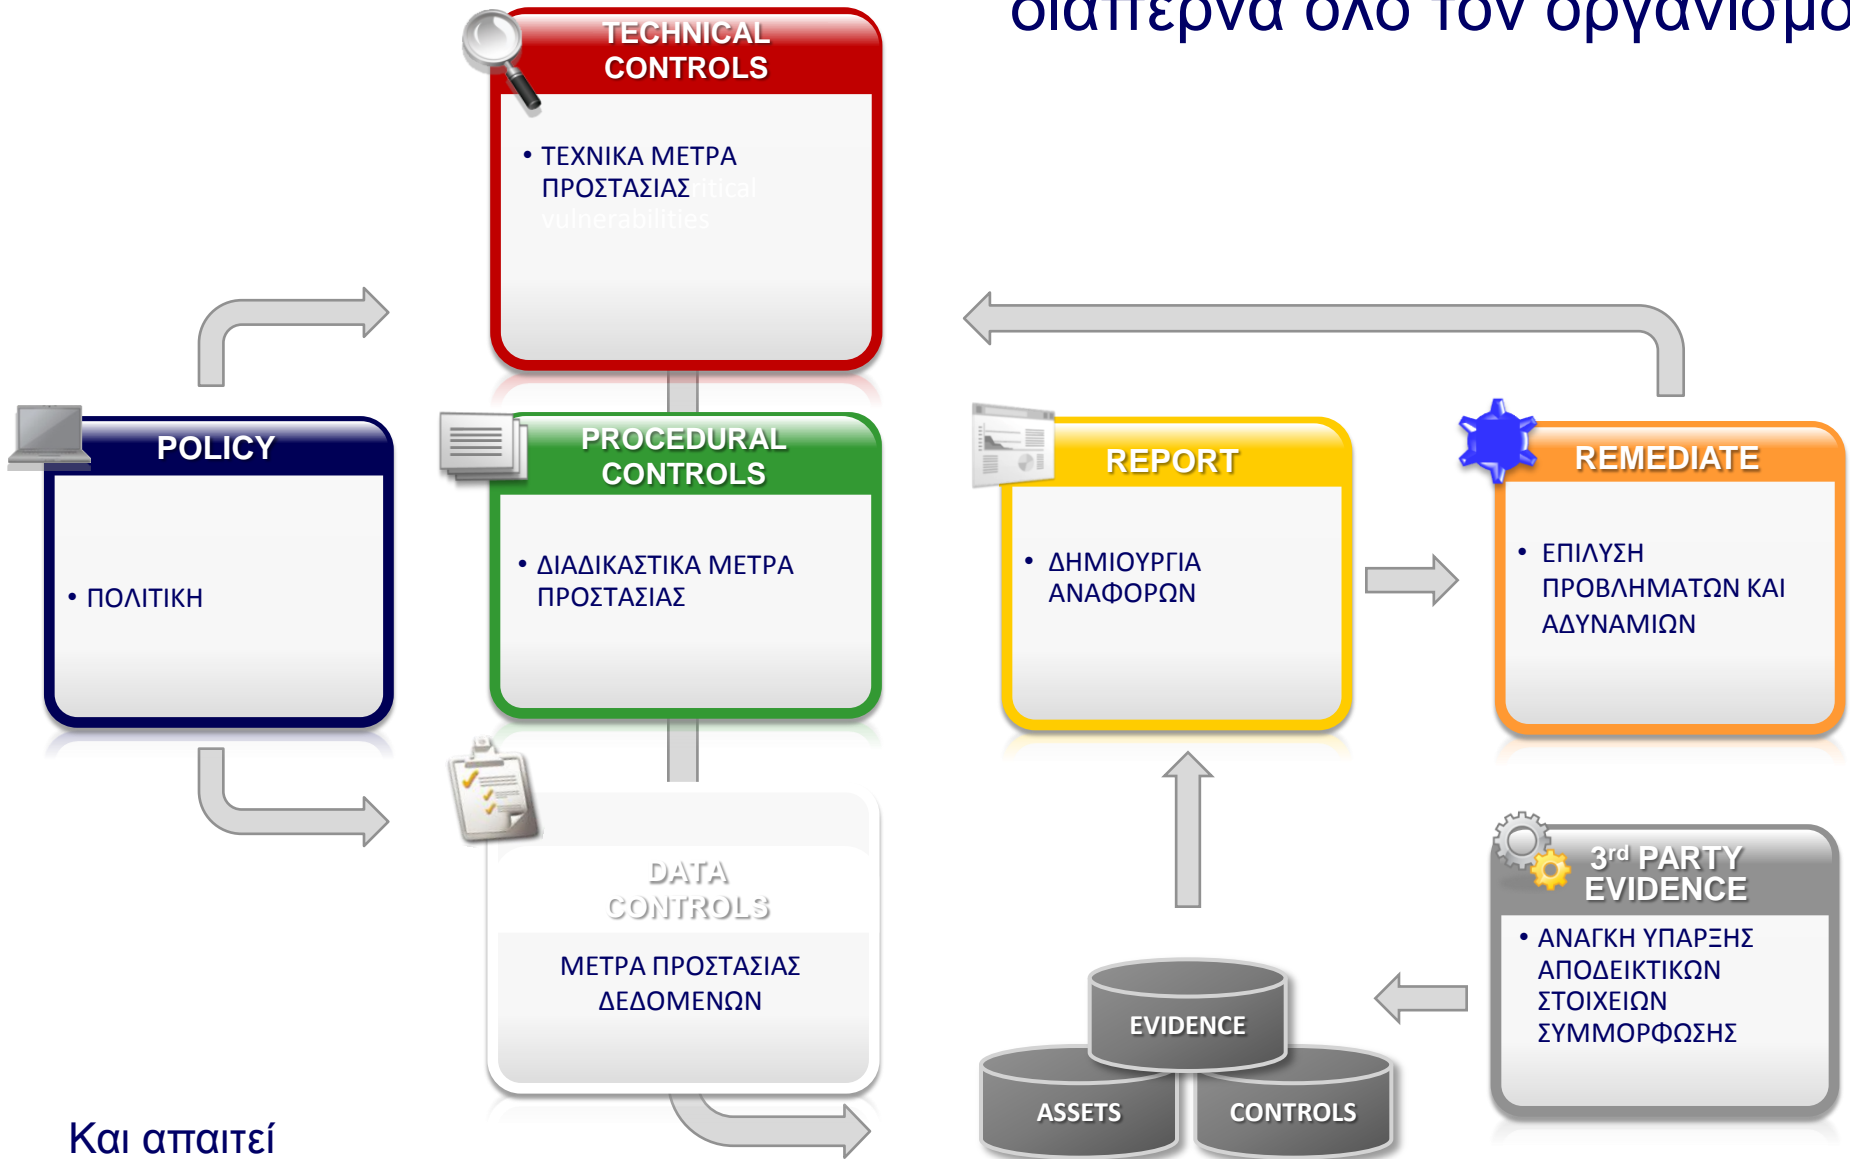 διαπερνά όλο τον οργανισμό
TECHNICAL
CONTROLS
• ΤΕΧΝΙΚΑ ΜΕΤΡΑ
ΠΡΟΣΤΑΣΙΑΣ
vulnerabilities
POLICY
• ΠΟΛΙΤΙΚΗ
PROCEDURAL
CONTROLS
• ΔΙΑΔΙΚΑΣΤΙΚΑ ΜΕΤΡΑ
ΠΡΟΣΤΑΣΙΑΣ
REPORT
• ΔΗΜΙΟΥΡΓΙΑ
ΑΝΑΦΟΡΩΝ
REMEDIATE
• ΕΠΙΛΥΣΗ
ΠΡΟΒΛΗΜΑΤΩΝ ΚΑΙ
ΑΔΥΝΑΜΙΩΝ
DATA
CONTROLS
ΜΕΤΡΑ ΠΡΟΣΤΑΣΙΑΣ
ΔΕΔΟΜΕΝΩΝ
3rd PARTY
EVIDENCE
• ΑΝΑΓΚΗ ΥΠΑΡΞΗΣ
ΑΠΟΔΕΙΚΤΙΚΩΝ
ΣΤΟΙΧΕΙΩΝ
ΣΥΜΜΟΡΦΩΣΗΣ
EVIDENCE
ASSETS
CONTROLS
Και απαιτεί